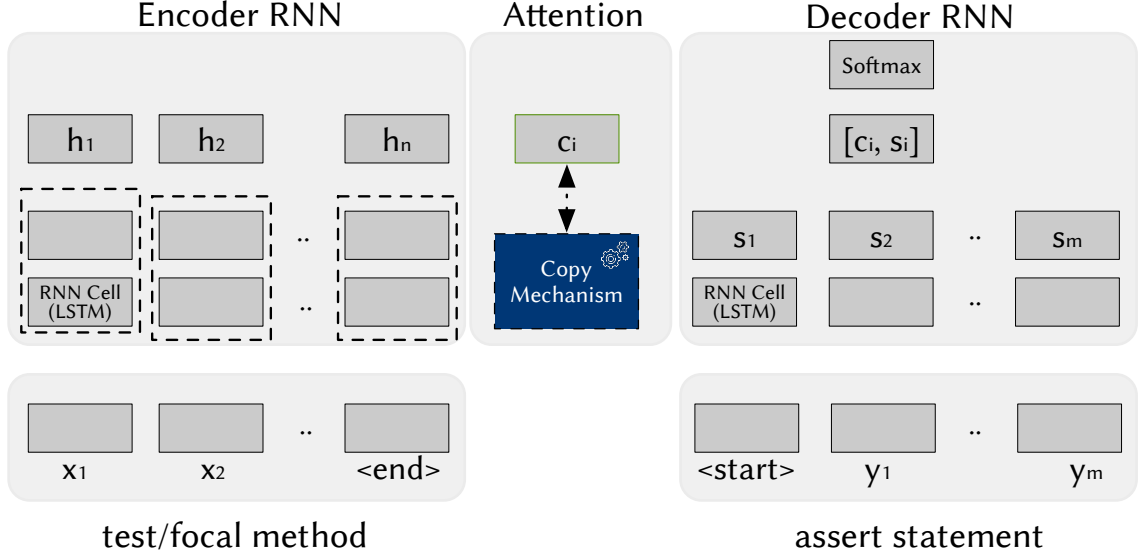 Encoder RNN
Attention
Decoder RNN
Softmax
h1 h2 hn
ci
[ci, si]
s1 s2 .. sm
..
RNN Cell
(LSTM)
..
Copy
Mechanism
RNN Cell
(LSTM)
..
..
x1 x2 <end>
..
<start> y1 ym
test/focal method
assert statement